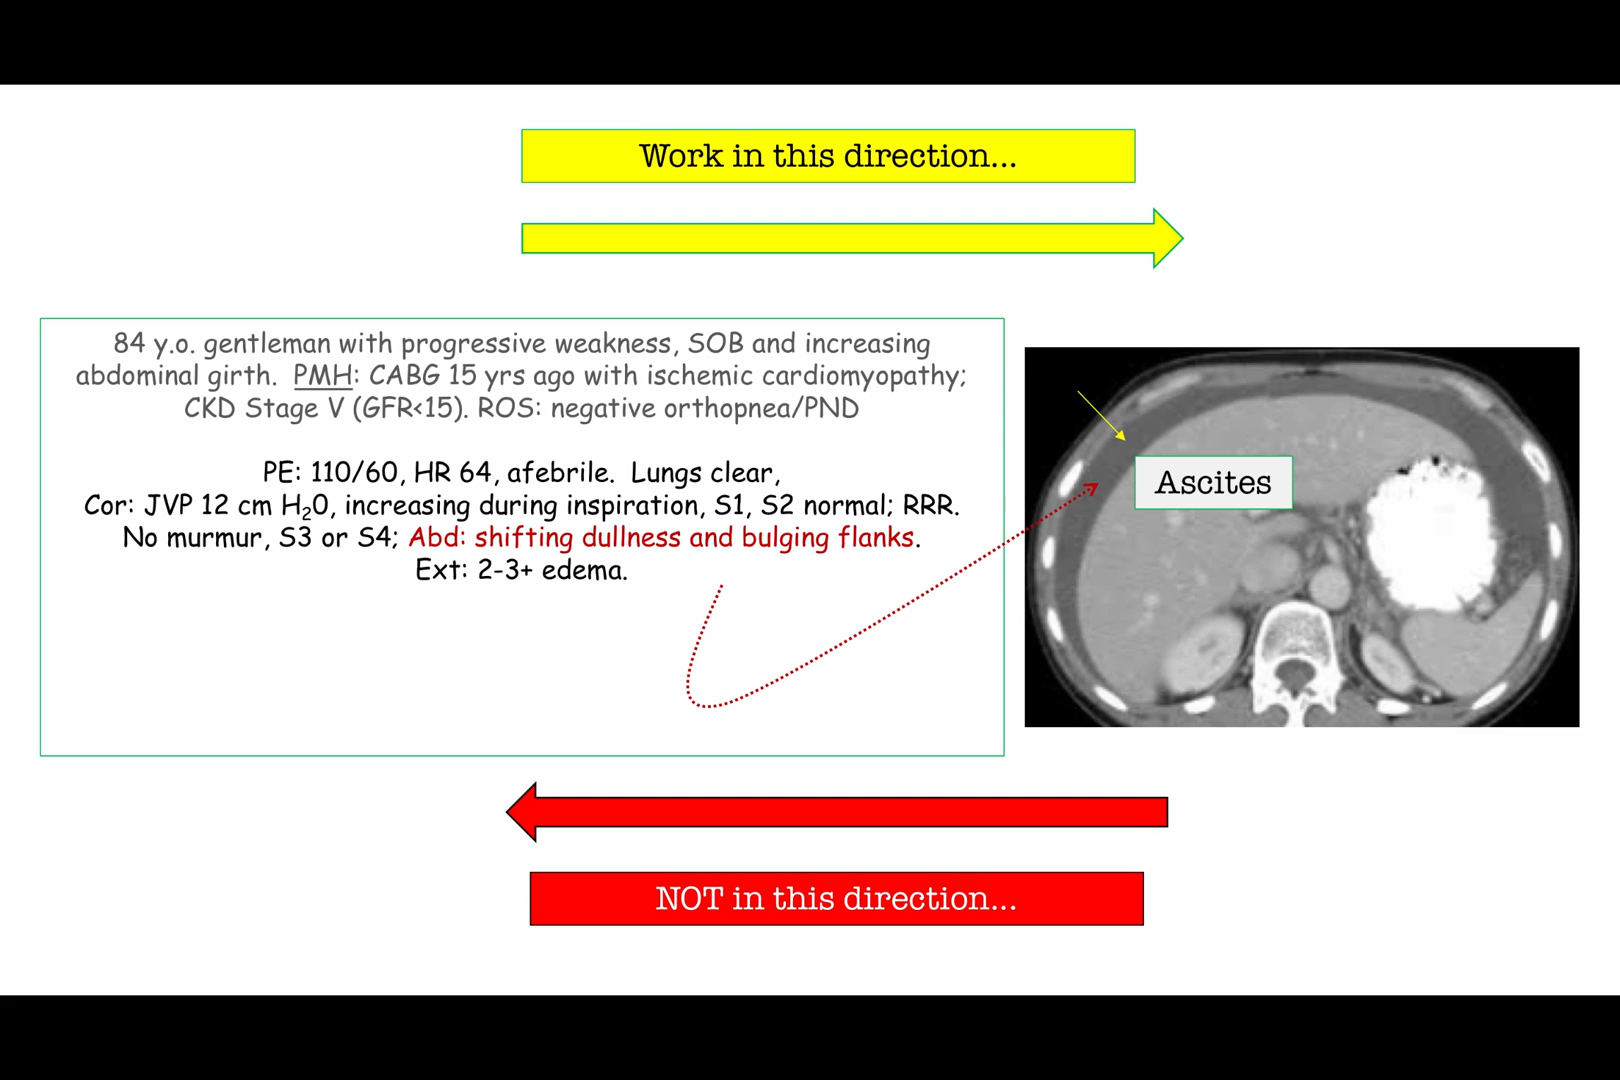 Work in this direction...
84 y.o. gentleman with progressive weakness, SOB and increasing
abdominal girth. PMH: CABG 15 yrs ago with ischemic cardiomyopathy;
CKD Stage V (GFR<15). ROS: negative orthopnea/PND
PE: 110/60, HR 64, afebrile. Lungs clear,
Cor: JVP 12 cm H₂0, increasing during inspiration, S1, S2 normal; RRR.
No murmur, S3 or S4; Abd: shifting dullness and bulging flanks.
Ext: 2-3+ edema.
Ascites
NOT in this direction...